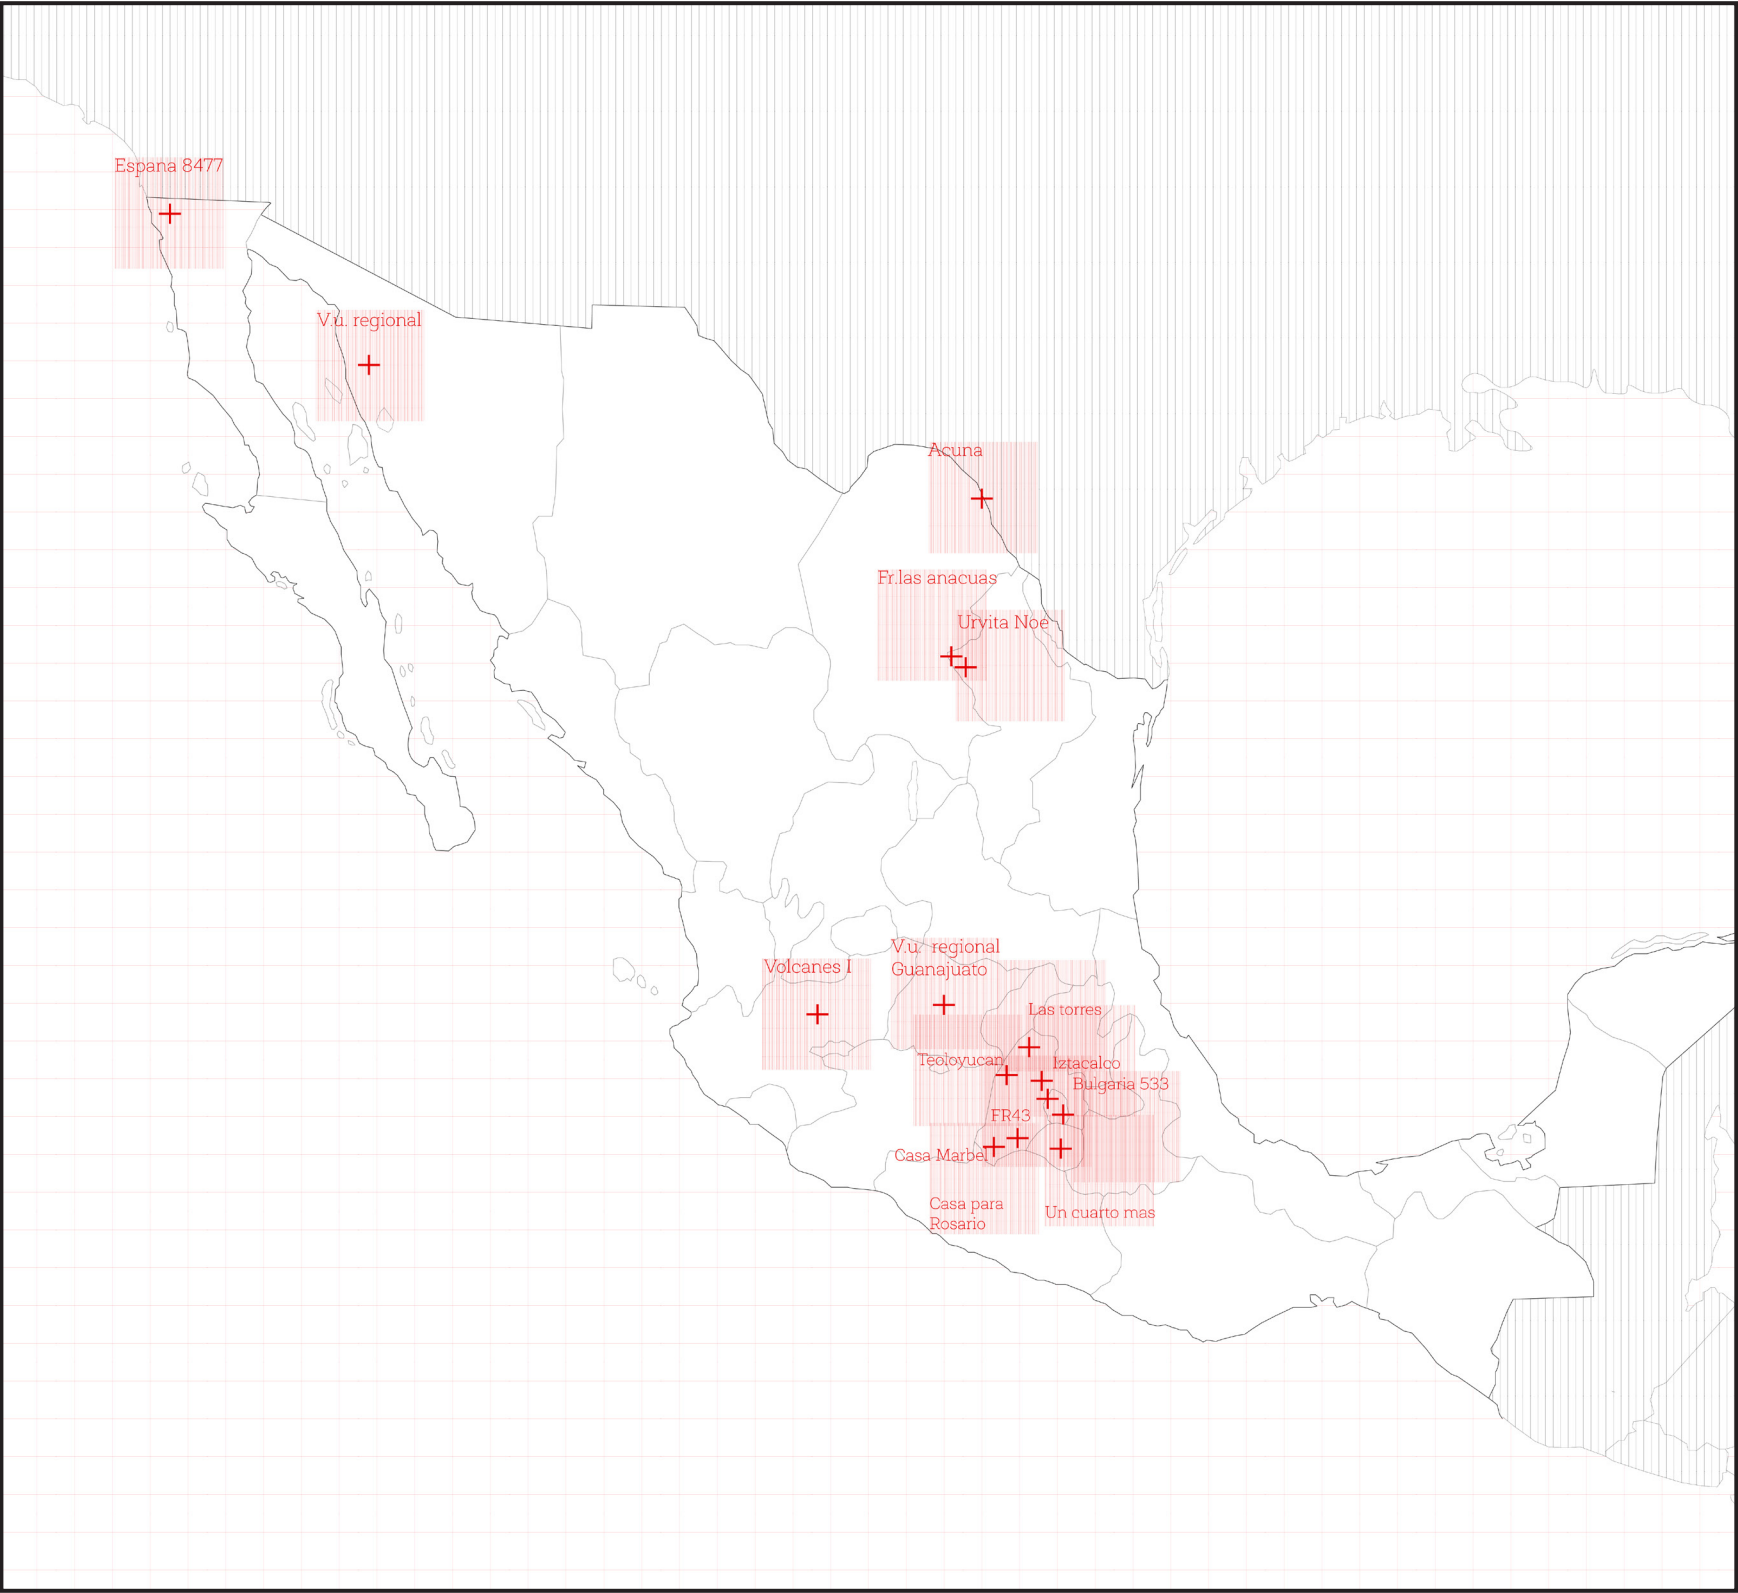 Espana 8477
V.u. regional
Acuna
Fr.las anacuas
Urvita Noe
V.u. regional
Guanajuato
Volcanes I
Las torres
Teoloyucan
Iztacalco
Bulgaria 533
FR43
Casa Marbel
Casa para
Rosario
Un cuarto mas